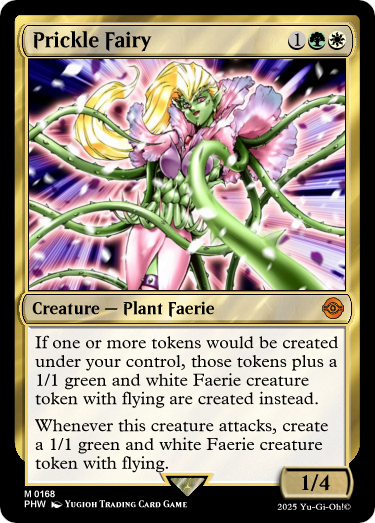 Prickle Fairy 1
Creature — Plant Faerie
If one or more tokens would be created
under your control, those tokens plus a
1/1 green and white Faerie creature
token with flying are created instead.
Whenever this creature attacks, create
a 1/1 green and white Faerie creature
token with flying.
1/4
M 0168
PHW Yugioh Trading Card Game
2025 Yu-Gi-Oh!©